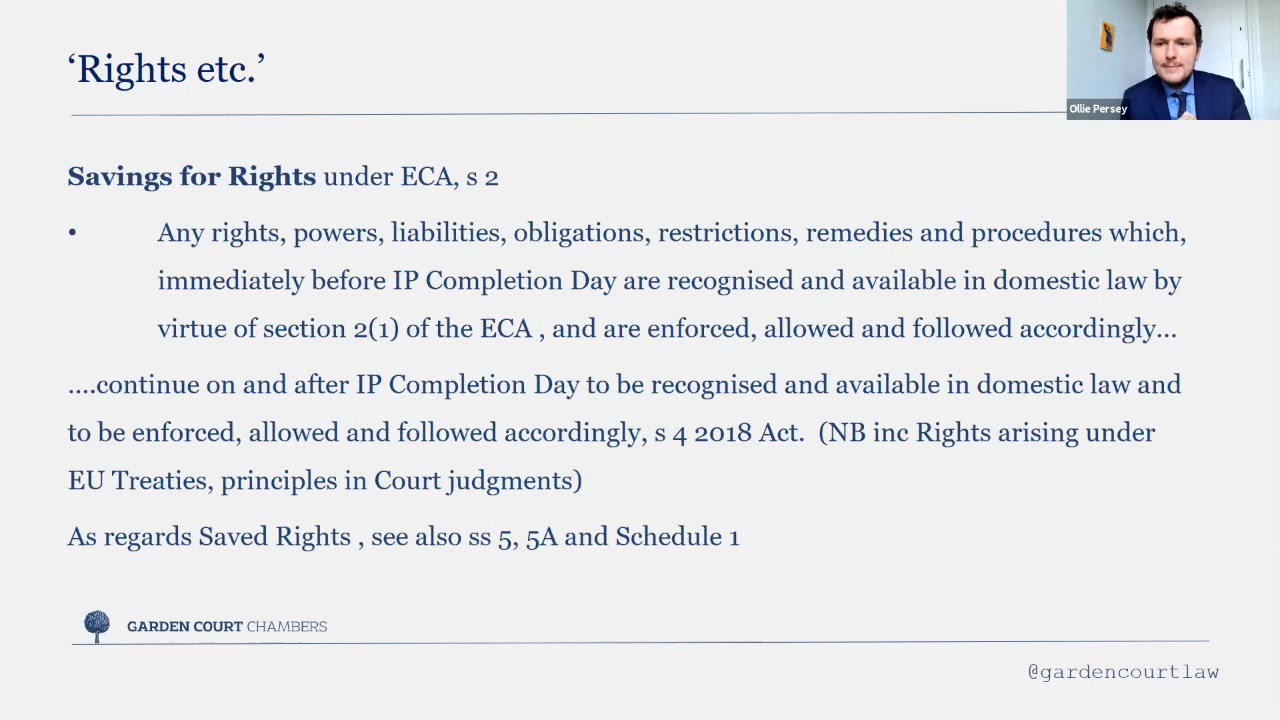 ‘Rights etc.’
Ollie Persey
Savings for Rights under ECA, s 2
• Any rights, powers, liabilities, obligations, restrictions, remedies and procedures which,
immediately before IP Completion Day are recognised and available in domestic law by
virtue of section 2(1) of the ECA , and are enforced, allowed and followed accordingly…
….continue on and after IP Completion Day to be recognised and available in domestic law and
to be enforced, allowed and followed accordingly, s 4 2018 Act.  (NB inc Rights arising under
EU Treaties, principles in Court judgments)
As regards Saved Rights , see also ss 5, 5A and Schedule 1
GARDEN COURT CHAMBERS
@gardencourtlaw